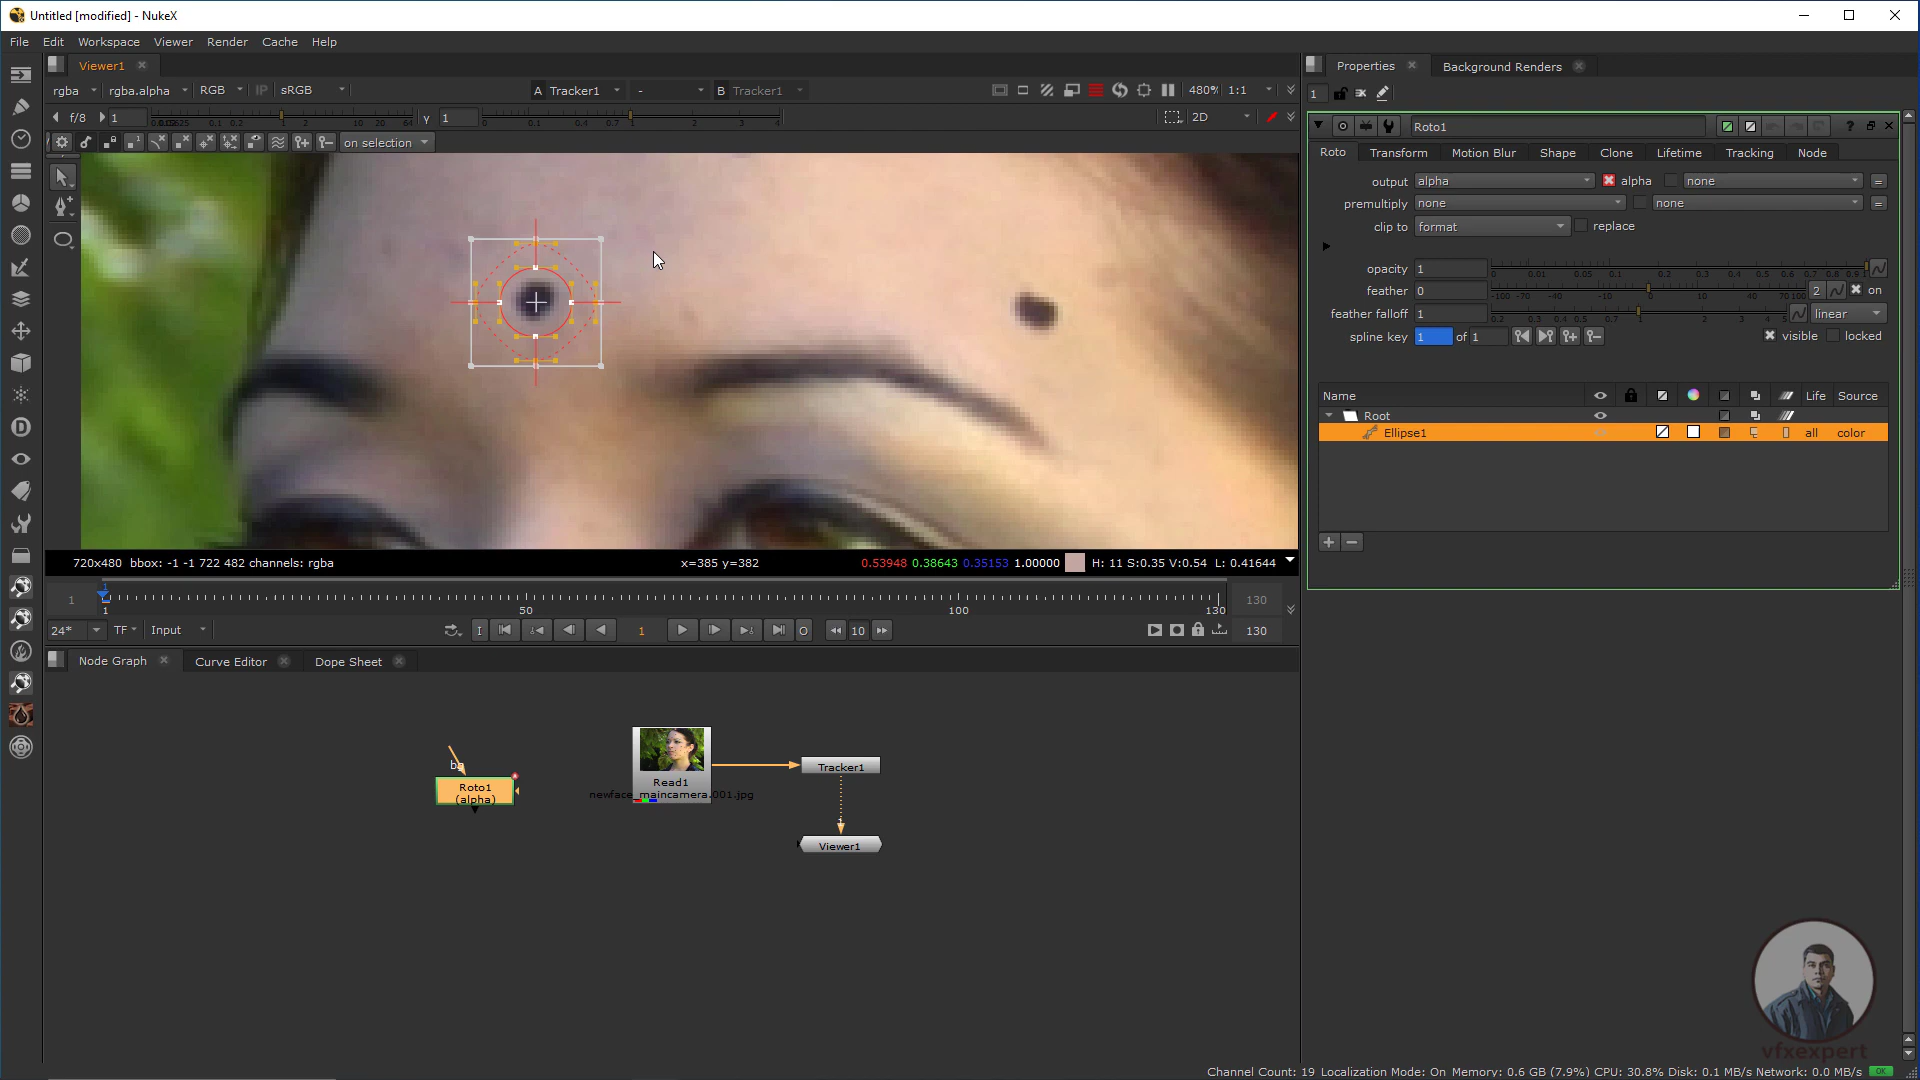 Untitled [modified] - NukeX
File Edit Workspace Viewer Render Cache Help
Viewer1
rgba rgba.alpha RGB IP sRGB A Tracker1 - B Tracker1 480% 1:1
f/8 1 y 1 2D
on selection
720x480 bbox: -1 -1 722 482 channels: rgba x=385 y=382 0.53948 0.38643 0.35153 1.00000 H: 11 S:0.35 V:0.54 L: 0.41644
1 1 50 100 130 130
24* TF Input 1 10 130
Node Graph Curve Editor Dope Sheet
bg
Roto1
(alpha)
Read1
newface_maincamera.001.jpg
Tracker1
1
Viewer1
Properties Background Renders
1
Roto1
Roto Transform Motion Blur Shape Clone Lifetime Tracking Node
output alpha alpha none =
premultiply none none =
clip to format replace
opacity 1
feather 0 2 on
feather falloff 1 linear
spline key 1 of 1 visible locked
Name Life Source
Root
Ellipse1 all color
vfxexpert
Channel Count: 19 Localization Mode: On Memory: 0.6 GB (7.9%) CPU: 30.8% Disk: 0.1 MB/s Network: 0.0 MB/s OK